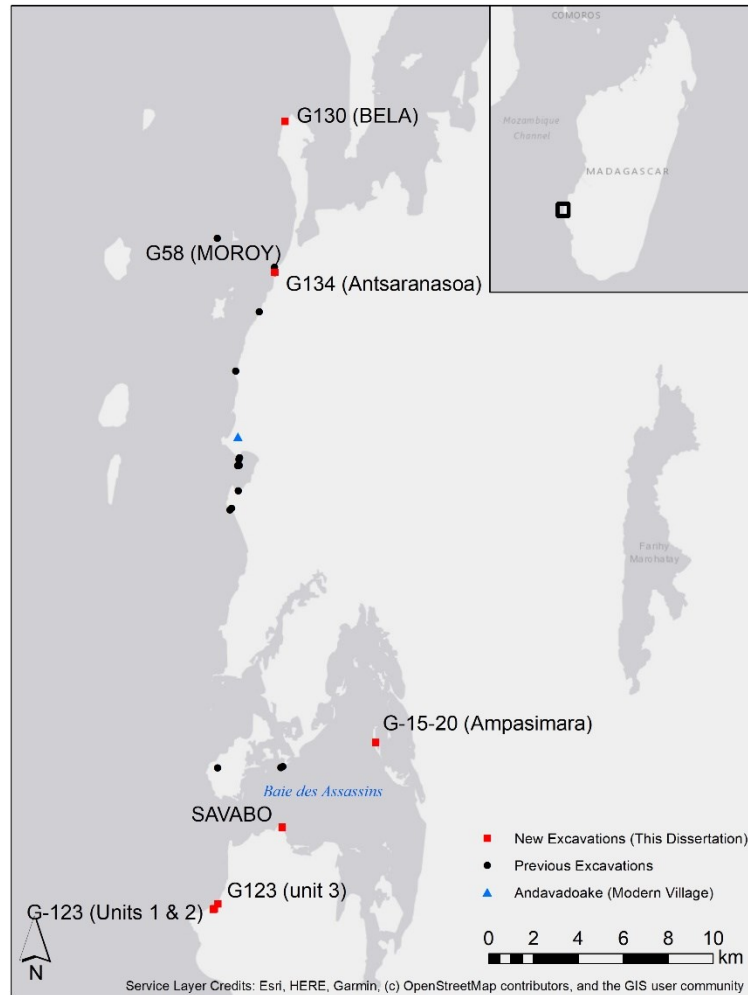 COMOROS
Mozambique
Channel
MADAGASCAR
G130 (BELA)
G58 (MOROY)
G134 (Antsaranasoa)
Farihy
Marchatay
G-15-20 (Ampasimara)
Baie des Assassins
SAVABO
G123 (unit 3)
G-123 (Units 1 & 2)
New Excavations (This Dissertation)
Previous Excavations
Andavadoake (Modern Village)
0 2 4 6 8 10
km
N
Service Layer Credits: Esri, HERE, Garmin, (c) OpenStreetMap contributors, and the GIS user community